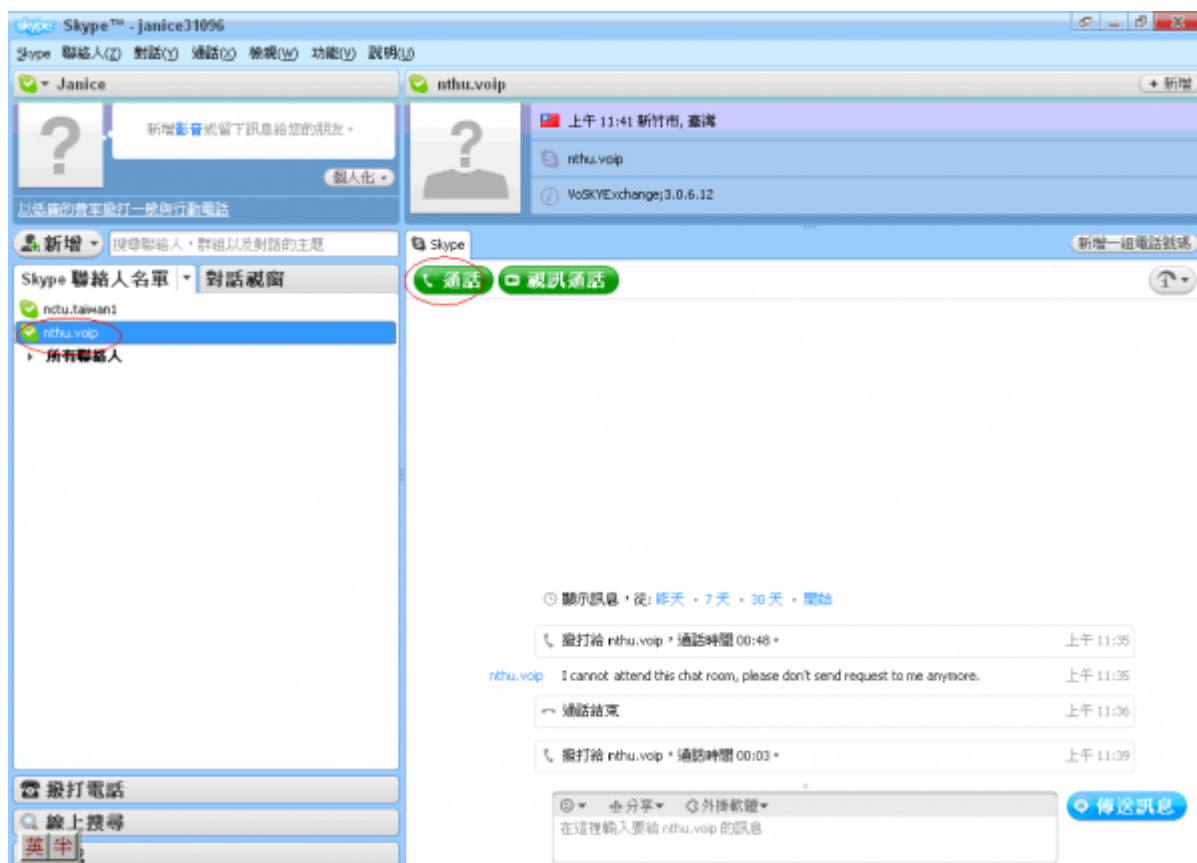 Skype™ - janice31096
Skype 聯絡人(Z) 對話(Y) 通話(X) 檢視(W) 功能(V) 說明(U)
Janice
新增影音或留下訊息給您的朋友。
個人化
以低廉的費率撥打一般與行動電話
新增
搜尋聯絡人，群組以及對話的主題
Skype 聯絡人名單
對話視窗
nctu.taiwan1
nthu.voip
所有聯絡人
撥打電話
線上搜尋
英 半
nthu.voip
+ 新增
上午 11:41 新竹市, 臺灣
nthu.voip
VoSKYExchange;3.0.6.12
Skype
新增一組電話號碼
通話
視訊通話
顯示訊息，從: 昨天 • 7 天 • 30 天 • 開始
撥打給 nthu.voip，通話時間 00:48。 上午 11:35
nthu.voip I cannot attend this chat room, please don't send request to me anymore. 上午 11:35
通話結束 上午 11:36
撥打給 nthu.voip，通話時間 00:03。 上午 11:39
分享 外掛軟體
在這裡輸入要給 nthu.voip 的訊息
傳送訊息